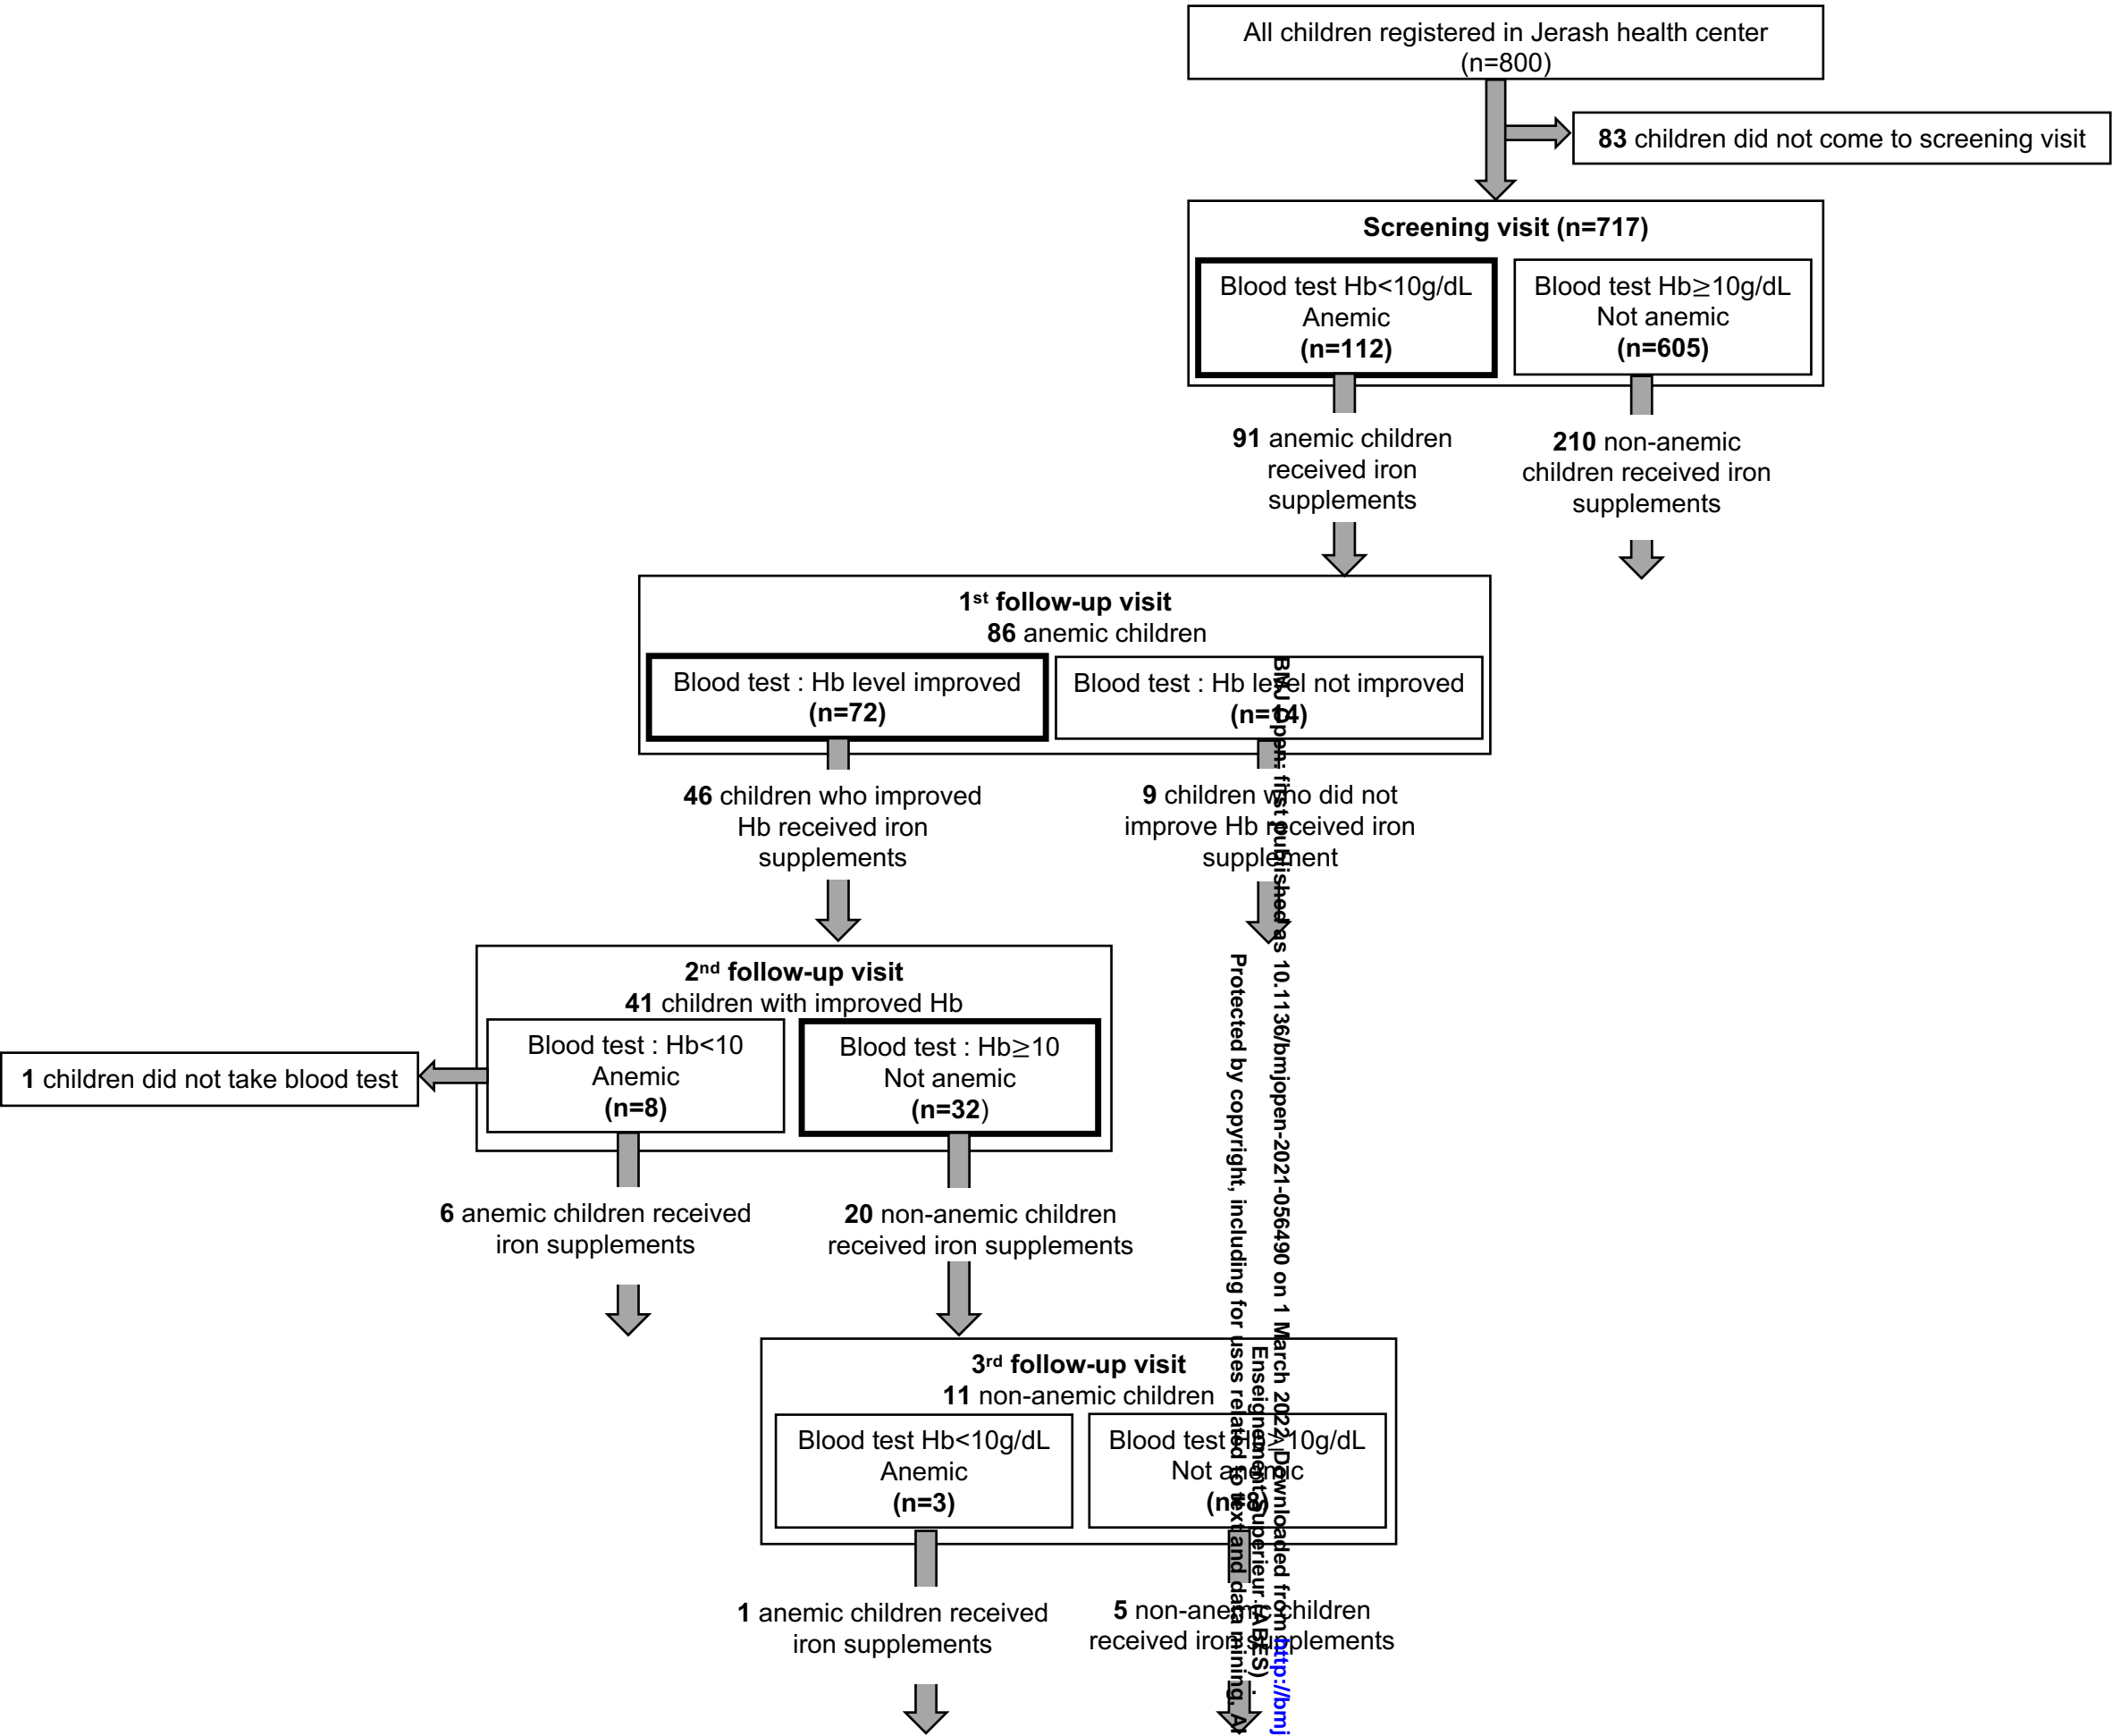 All children registered in Jerash health center
(n=800)
83 children did not come to screening visit
Screening visit (n=717)
Blood test Hb<10g/dL
Anemic
(n=112)
Blood test Hb≥10g/dL
Not anemic
(n=605)
91 anemic children
received iron
supplements
210 non-anemic
children received iron
supplements
1st follow-up visit
86 anemic children
Blood test : Hb level improved
(n=72)
Blood test : Hb level not improved
(n=14)
46 children who improved
Hb received iron
supplements
9 children who did not
improve Hb received iron
supplement
2nd follow-up visit
41 children with improved Hb
Blood test : Hb<10
Anemic
(n=8)
Blood test : Hb≥10
Not anemic
(n=32)
1 children did not take blood test
6 anemic children received
iron supplements
20 non-anemic children
received iron supplements
3rd follow-up visit
11 non-anemic children
Blood test Hb<10g/dL
Anemic
(n=3)
Blood test Hb≥10g/dL
Not anemic
(n=8)
1 anemic children received
iron supplements
5 non-anemic children
received iron supplements
BMJ Open: first published as 10.1136/bmjopen-2021-056490 on 1 March 2022. Downloaded from http://bmj
Enseignement Superieur (ABES) .
Protected by copyright, including for uses related to text and data mining, AI